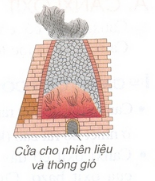 Cửa cho nhiên liệu
và thông gió